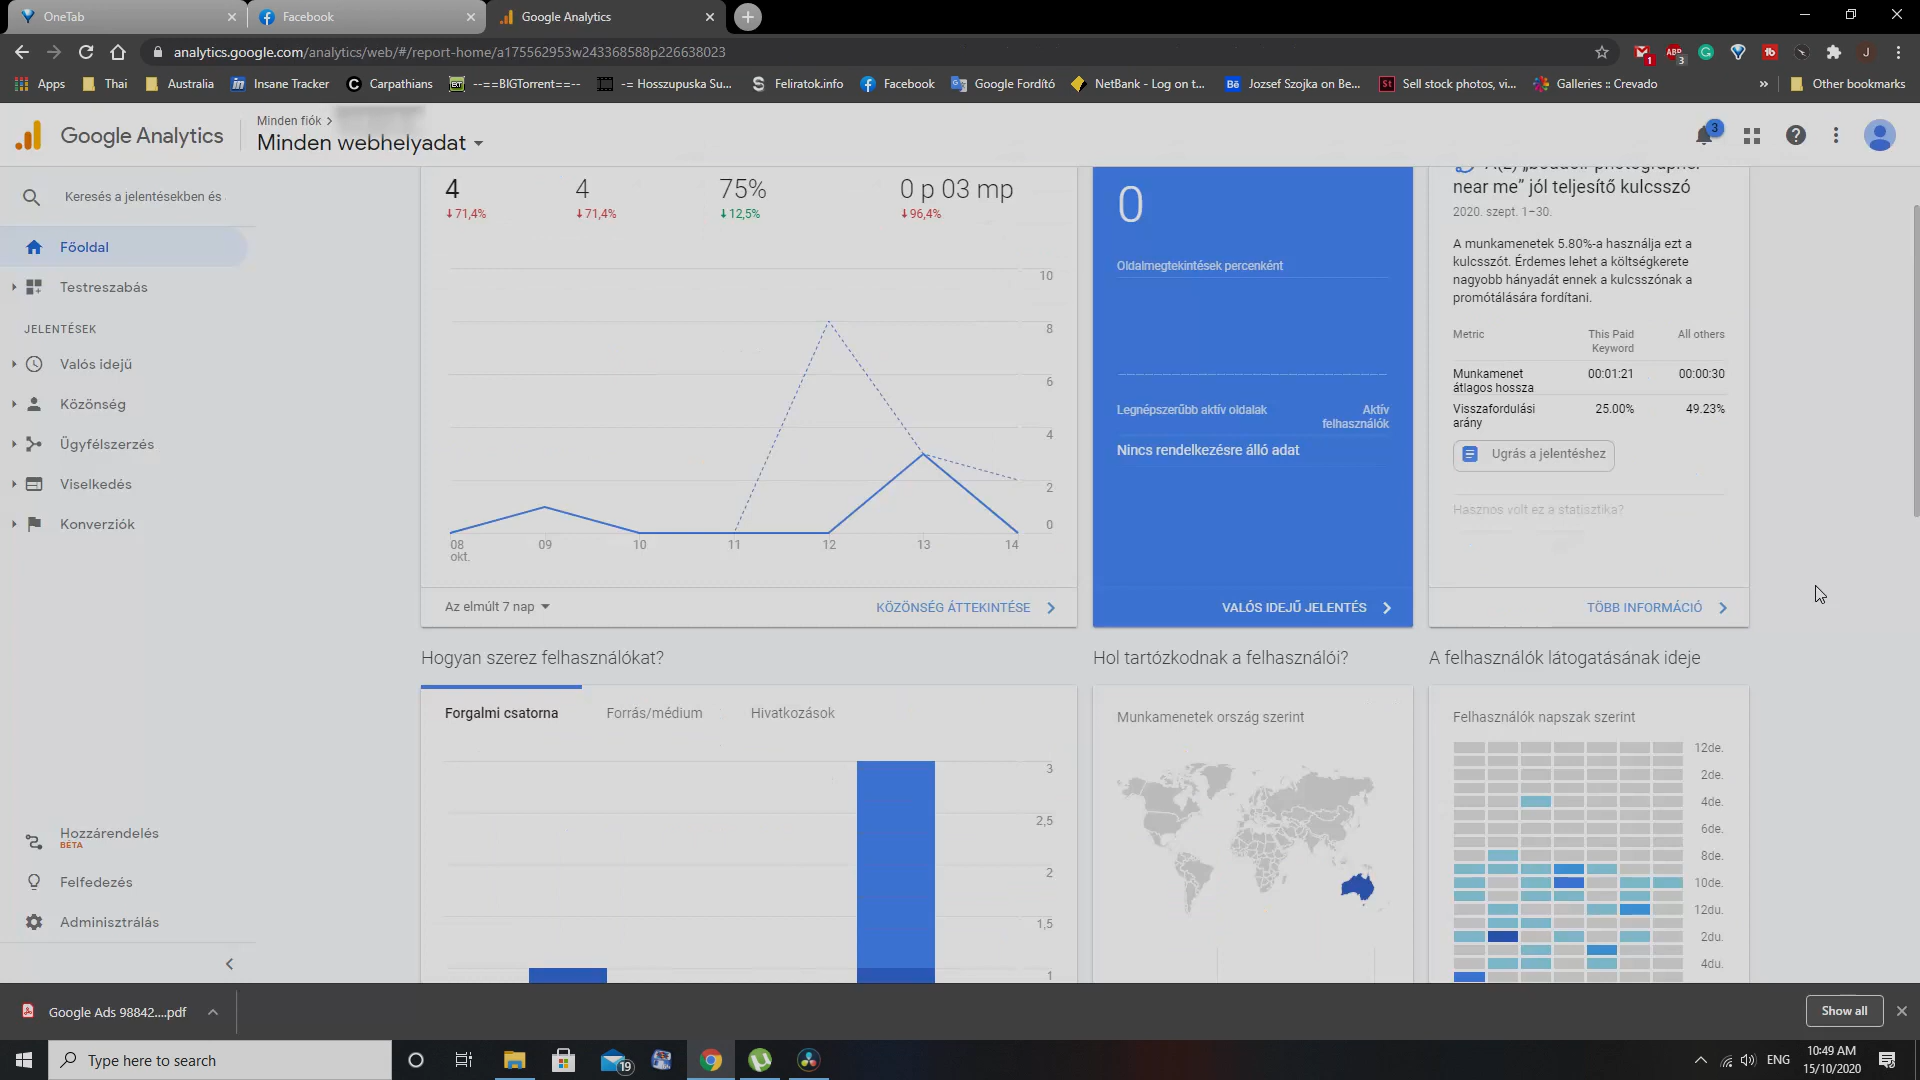 OneTab
Facebook
Google Analytics
analytics.google.com/analytics/web/#/report-home/a175562953w243368588p226638023
Apps
Thai
Australia
Insane Tracker
Carpathians
--==BIGTorrent==--
-= Hosszupuska Su...
Feliratok.info
Facebook
Google Fordító
NetBank - Log on t...
Jozsef Szojka on Be...
Sell stock photos, vi...
Galleries :: Crevado
»
Other bookmarks
Google Analytics
Minden fiók >
Minden webhelyadat
3
Keresés a jelentésekben és
Főoldal
Testreszabás
JELENTÉSEK
Valós idejű
Közönség
Ügyfélszerzés
Viselkedés
Konverziók
Hozzárendelés
BÉTA
Felfedezés
Adminisztrálás
4
4
75%
0 p 03 mp
71,4%
71,4%
12,5%
96,4%
10
8
6
4
2
0
08
09
10
11
12
13
14
okt.
Az elmúlt 7 nap
KÖZÖNSÉG ÁTTEKINTÉSE
0
Oldalmegtekintések percenként
Legnépszerűbb aktív oldalak
Aktív
felhasználók
Nincs rendelkezésre álló adat
VALÓS IDEJŰ JELENTÉS
near me” jól teljesítő kulcsszó
2020. szept. 1–30.
A munkamenetek 5.80%-a használja ezt a
kulcsszót. Érdemes lehet a költségkerete
nagyobb hányadát ennek a kulcsszónak a
promótálására fordítani.
Metric
This Paid
Keyword
All others
Munkamenet
átlagos hossza
00:01:21
00:00:30
Visszafordulási
arány
25.00%
49.23%
Ugrás a jelentéshez
Hasznos volt ez a statisztika?
TÖBB INFORMÁCIÓ
Hogyan szerez felhasználókat?
Forgalmi csatorna
Forrás/médium
Hivatkozások
3
2,5
2
1,5
1
Hol tartózkodnak a felhasználói?
Munkamenetek ország szerint
A felhasználók látogatásának ideje
Felhasználók napszak szerint
12de.
2de.
4de.
6de.
8de.
10de.
12du.
2du.
4du.
Google Ads 98842....pdf
Show all
Type here to search
19
ENG
10:49 AM
15/10/2020